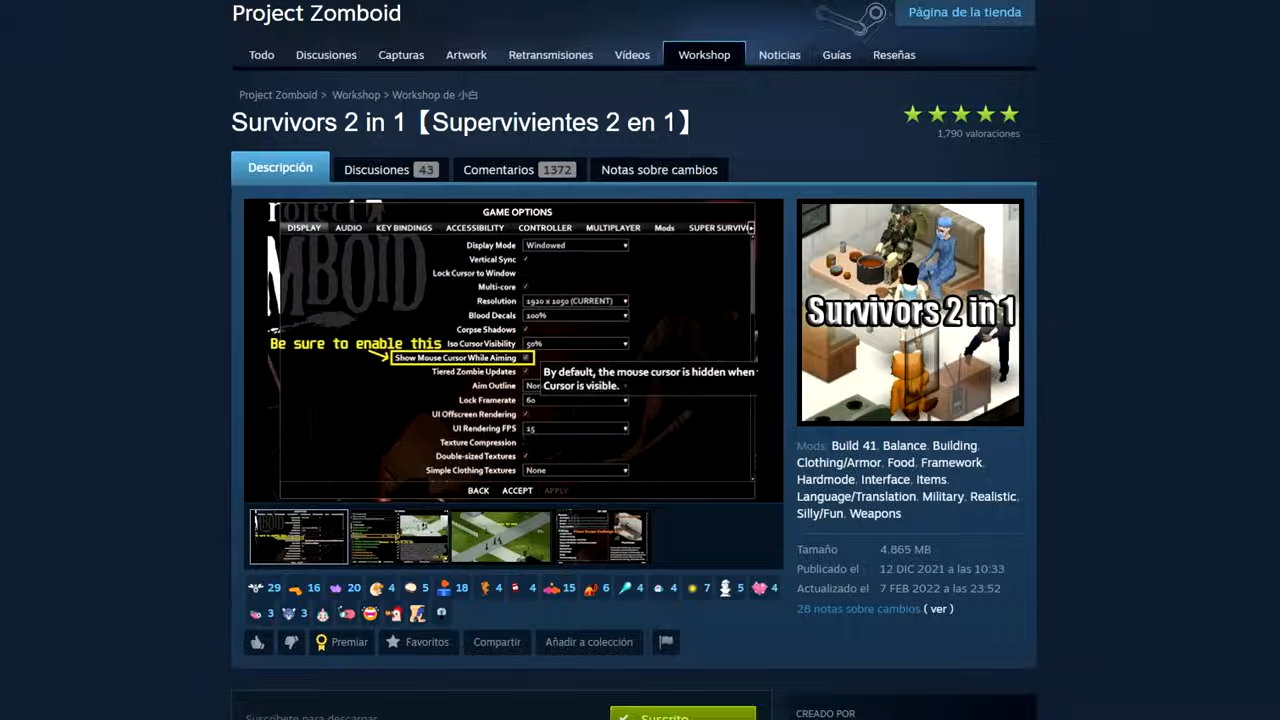 Project Zomboid
Página de la tienda
Todo Discusiones Capturas Artwork Retransmisiones Vídeos Workshop Noticias Guías Reseñas
Project Zomboid > Workshop > Workshop de 小白
Survivors 2 in 1【Supervivientes 2 en 1】
1,790 valoraciones
Descripción Discusiones 43 Comentarios 1372 Notas sobre cambios
GAME OPTIONS
DISPLAY AUDIO KEY BINDINGS ACCESSIBILITY CONTROLLER MULTIPLAYER Mods SUPER SURVIV
Display Mode Windowed
Vertical Sync
Lock Cursor to Window
Multi-core
Resolution 1920 x 1050 (CURRENT)
Blood Decals 100%
Corpse Shadows
Be sure to enable this
Iso Cursor Visibility 50%
Show Mouse Cursor While Aiming
By default, the mouse cursor is hidden when
Cursor is visible.
Tiered Zombie Updates
Aim Outline Non
Lock Framerate 60
UI Offscreen Rendering
UI Rendering FPS 15
Texture Compression
Double-sized Textures
Simple Clothing Textures None
BACK ACCEPT APPLY
Survivors 2 in 1
Mods: Build 41, Balance, Building,
Clothing/Armor, Food, Framework,
Hardmode, Interface, Items,
Language/Translation, Military, Realistic,
Silly/Fun, Weapons
Tamaño 4.865 MB
Publicado el 12 DIC 2021 a las 10:33
Actualizado el 7 FEB 2022 a las 23:52
28 notas sobre cambios ( ver )
29 16 20 4 5 18 4 4 15 6 4 4 7 5 4
3 3
Premiar Favoritos Compartir Añadir a colección
Suscríbete para descargar
Suscrito
CREADO POR